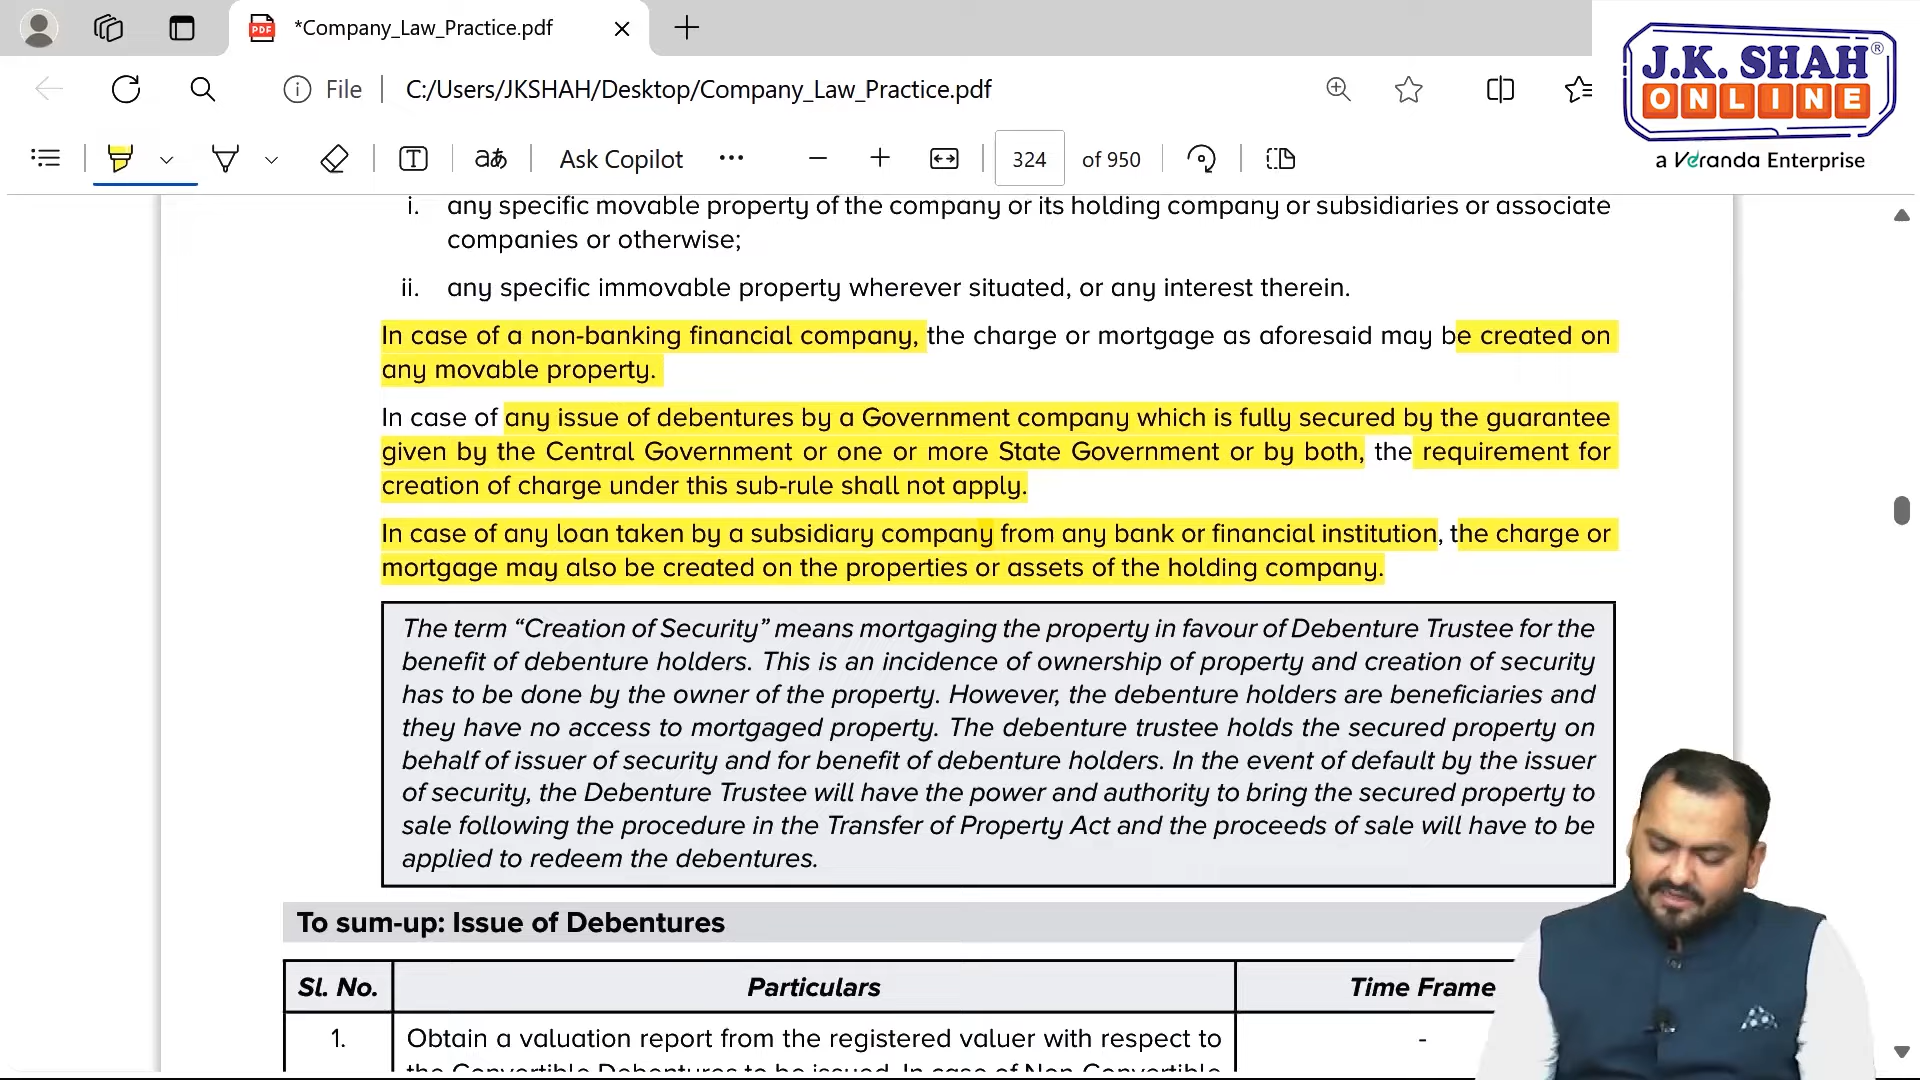 *Company_Law_Practice.pdf
File
C:/Users/JKSHAH/Desktop/Company_Law_Practice.pdf
J.K. SHAH®
ONLINE
a Veranda Enterprise
T
aあ
Ask Copilot
324
of 950
i. any specific movable property of the company or its holding company or subsidiaries or associate
companies or otherwise;
ii. any specific immovable property wherever situated, or any interest therein.
In case of a non-banking financial company, the charge or mortgage as aforesaid may be created on
any movable property.
In case of any issue of debentures by a Government company which is fully secured by the guarantee
given by the Central Government or one or more State Government or by both, the requirement for
creation of charge under this sub-rule shall not apply.
In case of any loan taken by a subsidiary company from any bank or financial institution, the charge or
mortgage may also be created on the properties or assets of the holding company.
The term “Creation of Security” means mortgaging the property in favour of Debenture Trustee for the
benefit of debenture holders. This is an incidence of ownership of property and creation of security
has to be done by the owner of the property. However, the debenture holders are beneficiaries and
they have no access to mortgaged property. The debenture trustee holds the secured property on
behalf of issuer of security and for benefit of debenture holders. In the event of default by the issuer
of security, the Debenture Trustee will have the power and authority to bring the secured property to
sale following the procedure in the Transfer of Property Act and the proceeds of sale will have to be
applied to redeem the debentures.
To sum-up: Issue of Debentures
Sl. No. Particulars Time Frame
1. Obtain a valuation report from the registered valuer with respect to -
the Convertible Debentures to be issued. In case of Non-Convertible